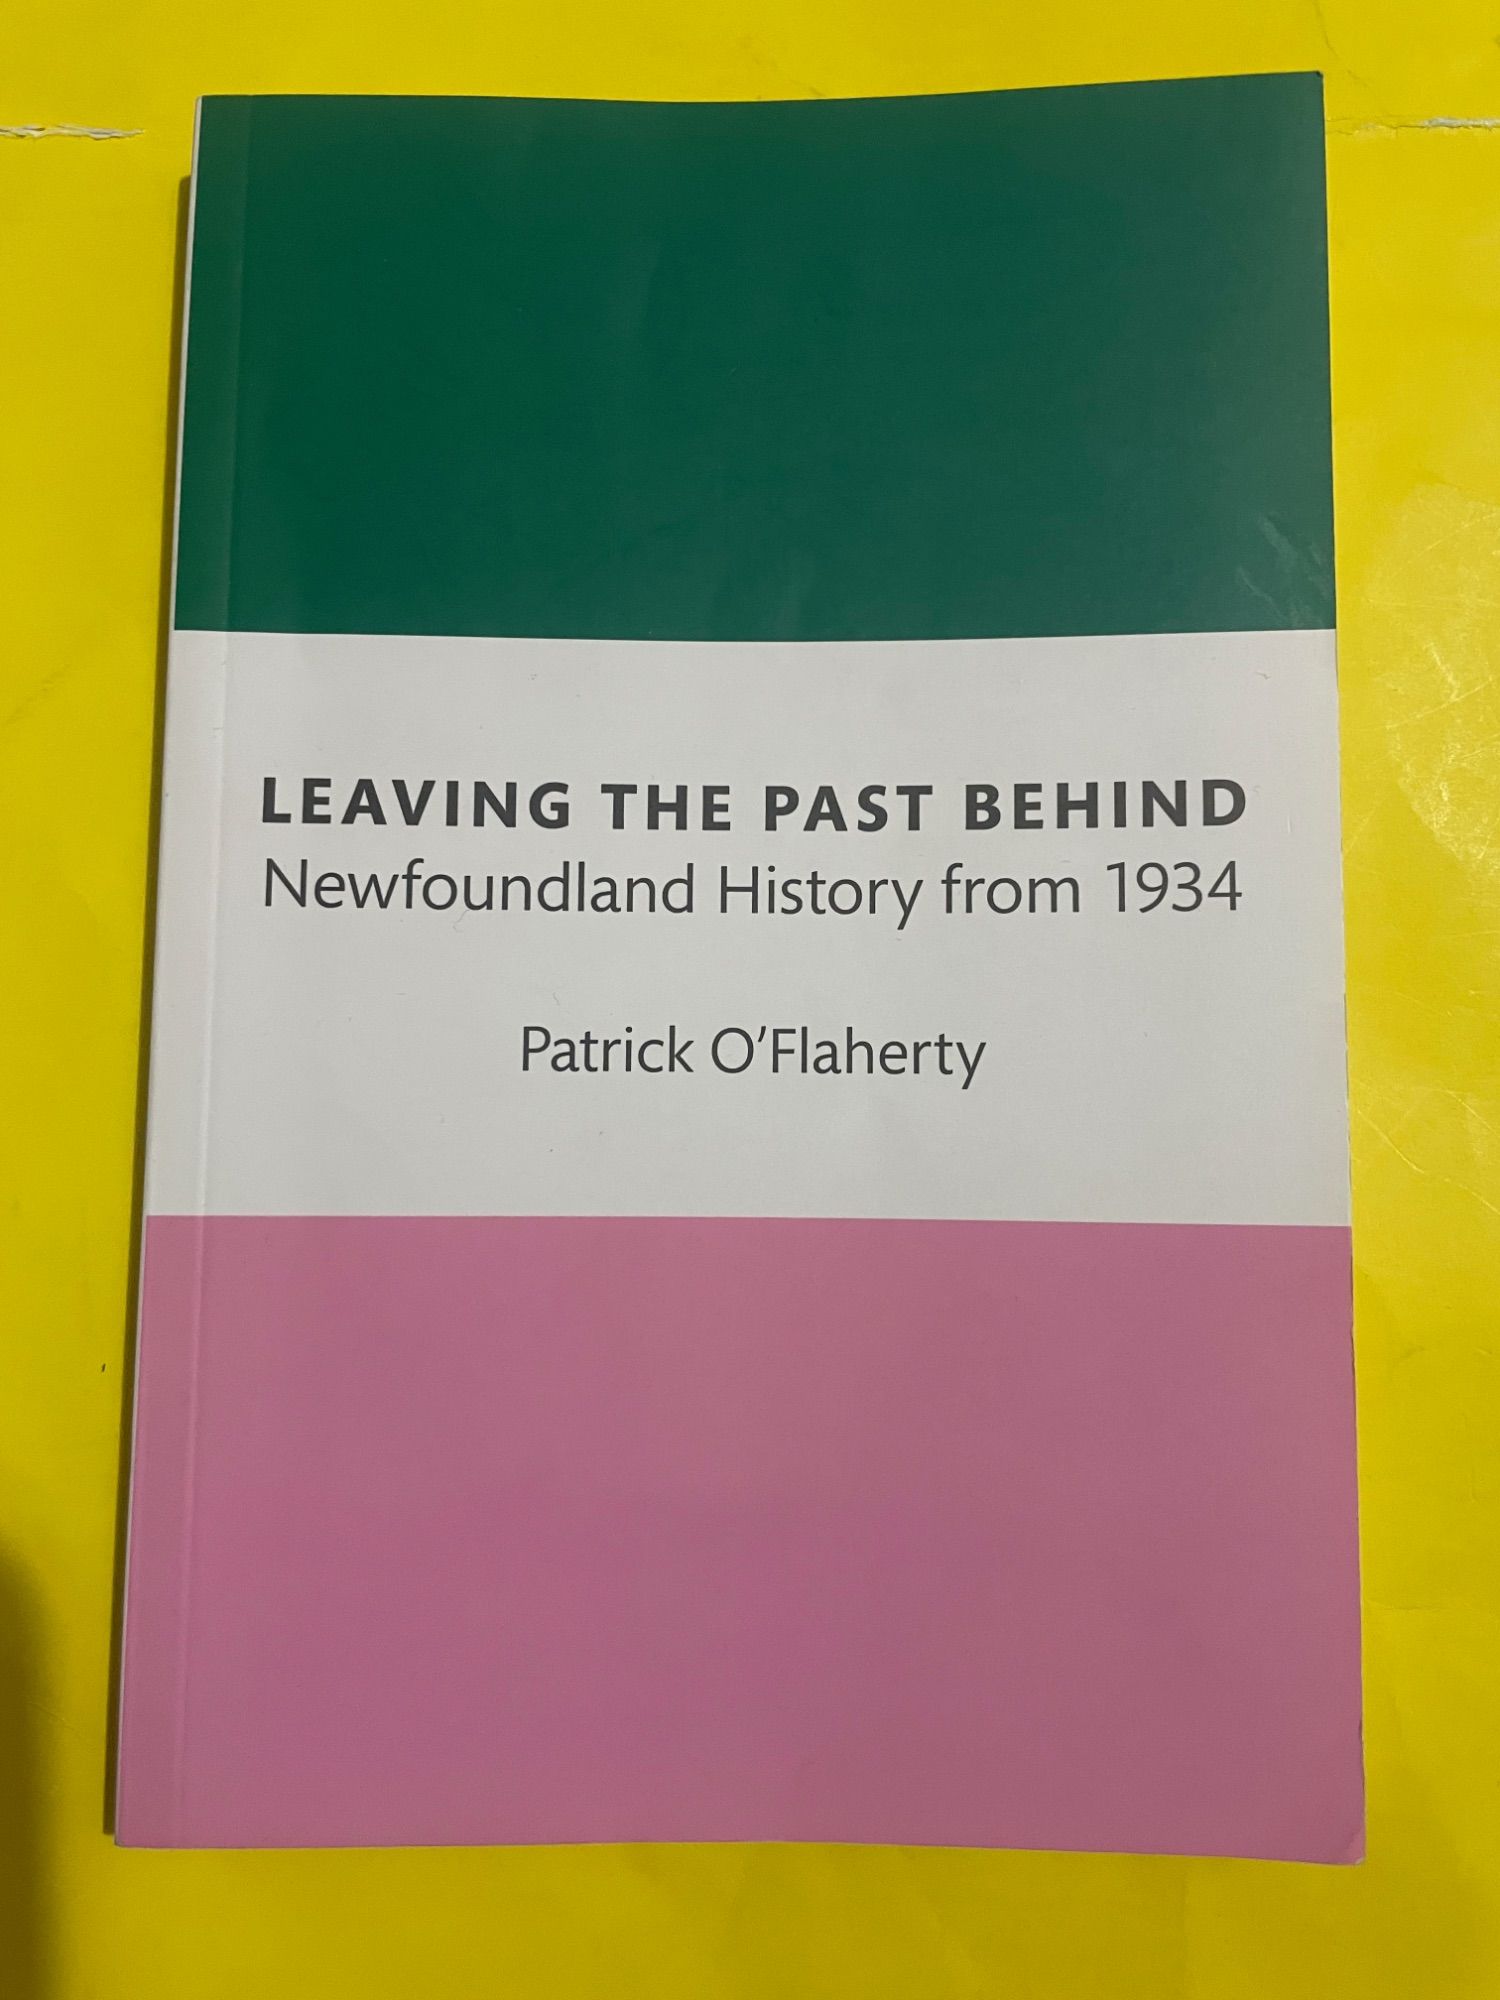 LEAVING THE PAST BEHIND
Newfoundland History from 1934
Patrick O'Flaherty